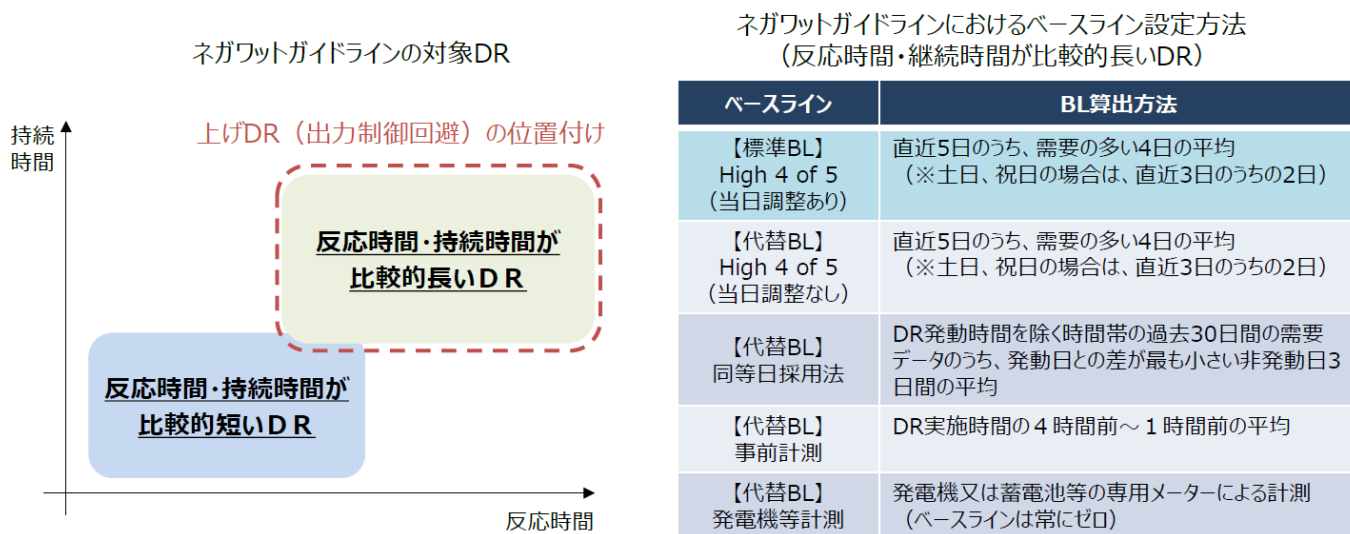 ネガワットガイドラインの対象DR
持続
時間
上げDR（出力制御回避）の位置付け
反応時間・持続時間が
比較的長いＤＲ
反応時間・持続時間が
比較的短いＤＲ
反応時間
ネガワットガイドラインにおけるベースライン設定方法
（反応時間・継続時間が比較的長いDR）
ベースライン
BL算出方法
【標準BL】
High 4 of 5
（当日調整あり）
直近5日のうち、需要の多い4日の平均
（※土日、祝日の場合は、直近3日のうちの2日）
【代替BL】
High 4 of 5
（当日調整なし）
直近5日のうち、需要の多い4日の平均
（※土日、祝日の場合は、直近3日のうちの2日）
【代替BL】
同等日採用法
DR発動時間を除く時間帯の過去30日間の需要
データのうち、発動日との差が最も小さい非発動日3
日間の平均
【代替BL】
事前計測
DR実施時間の４時間前～１時間前の平均
【代替BL】
発電機等計測
発電機又は蓄電池等の専用メーターによる計測
（ベースラインは常にゼロ）